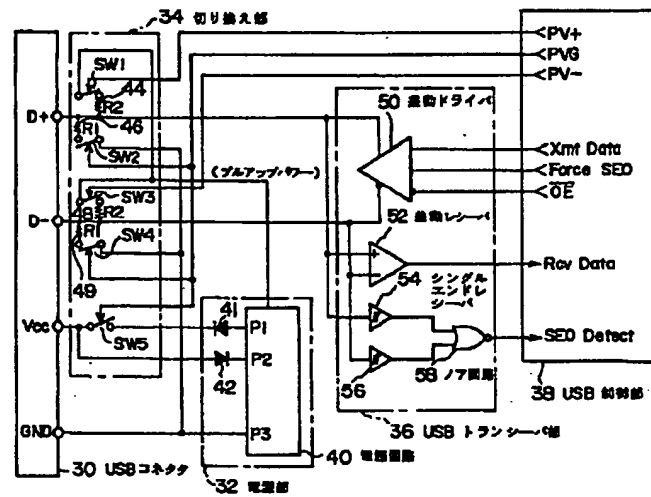 34 切り換え部
SW1
44
R2
D+
46
R1
SW2
SW3
R2
48
D-
R1
SW4
49
Vcc
SW5
GND
30 USBコネクタ
(プルアップパワー)
41
P1
42
P2
P3
40 電源回路
32 電源部
50 差動ドライバ
52 差動レシーバ
54 シングル
エンドレ
シーバ
56
58 ノア回路
36 USB トランシーバ部
PV+
PVG
PV-
Xmt Data
Force SEO
OE
Rcv Data
SEO Detect
38 USB 制御部